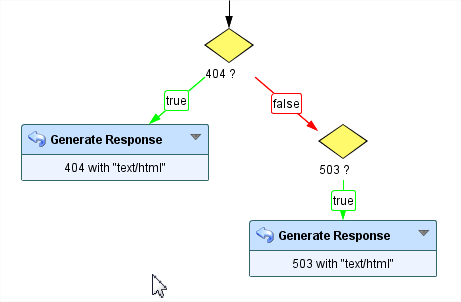 404 ?
true
false
Generate Response
404 with "text/html"
503 ?
true
Generate Response
503 with "text/html"